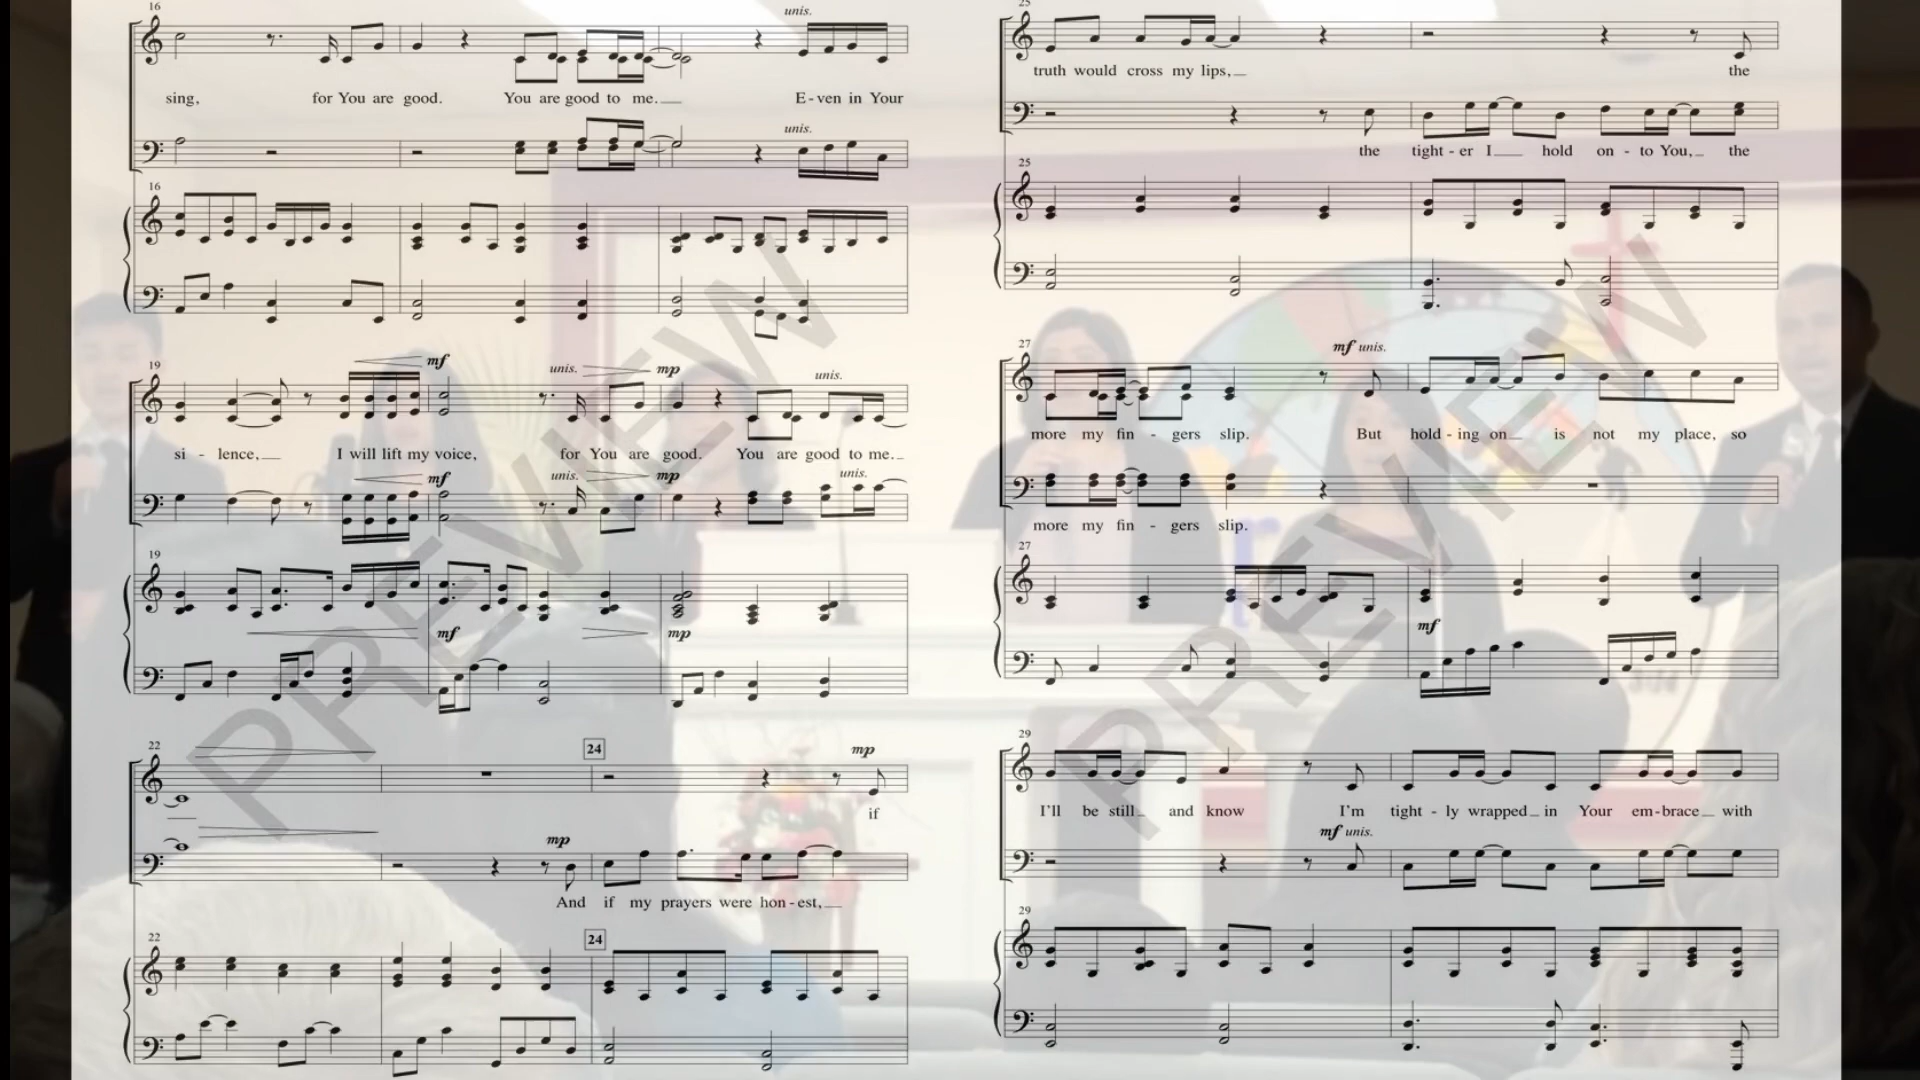 16
unis.
sing, for You are good. You are good to me. E-ven in Your
unis.
16
19
mf
unis.
mp
unis.
si - lence, I will lift my voice, for You are good. You are good to me.
mf
unis.
mp
unis.
19
mf
mp
22
24
mp
if
mp
And if my prayers were hon-est,
22
24
25
truth would cross my lips, the
the tight-er I hold on - to You, the
25
27
mf unis.
more my fin - gers slip. But hold-ing on is not my place, so
more my fin - gers slip.
27
mf
29
I'll be still and know I'm tight - ly wrapped in Your em-brace with
mf unis.
29
PREVIEW
PREVIEW